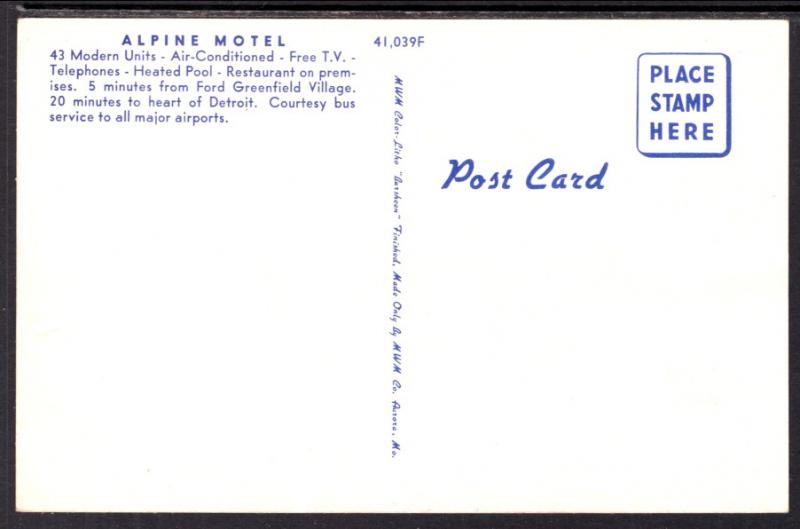 ALPINE MOTEL
43 Modern Units - Air-Conditioned - Free T.V. -
Telephones - Heated Pool - Restaurant on prem-
ises. 5 minutes from Ford Greenfield Village.
20 minutes to heart of Detroit. Courtesy bus
service to all major airports.
41,039F
MWM Color-Litho "Aursheen" Finished, Made Only By MWM Co. Aurora, Mo.
Post Card
PLACE
STAMP
HERE